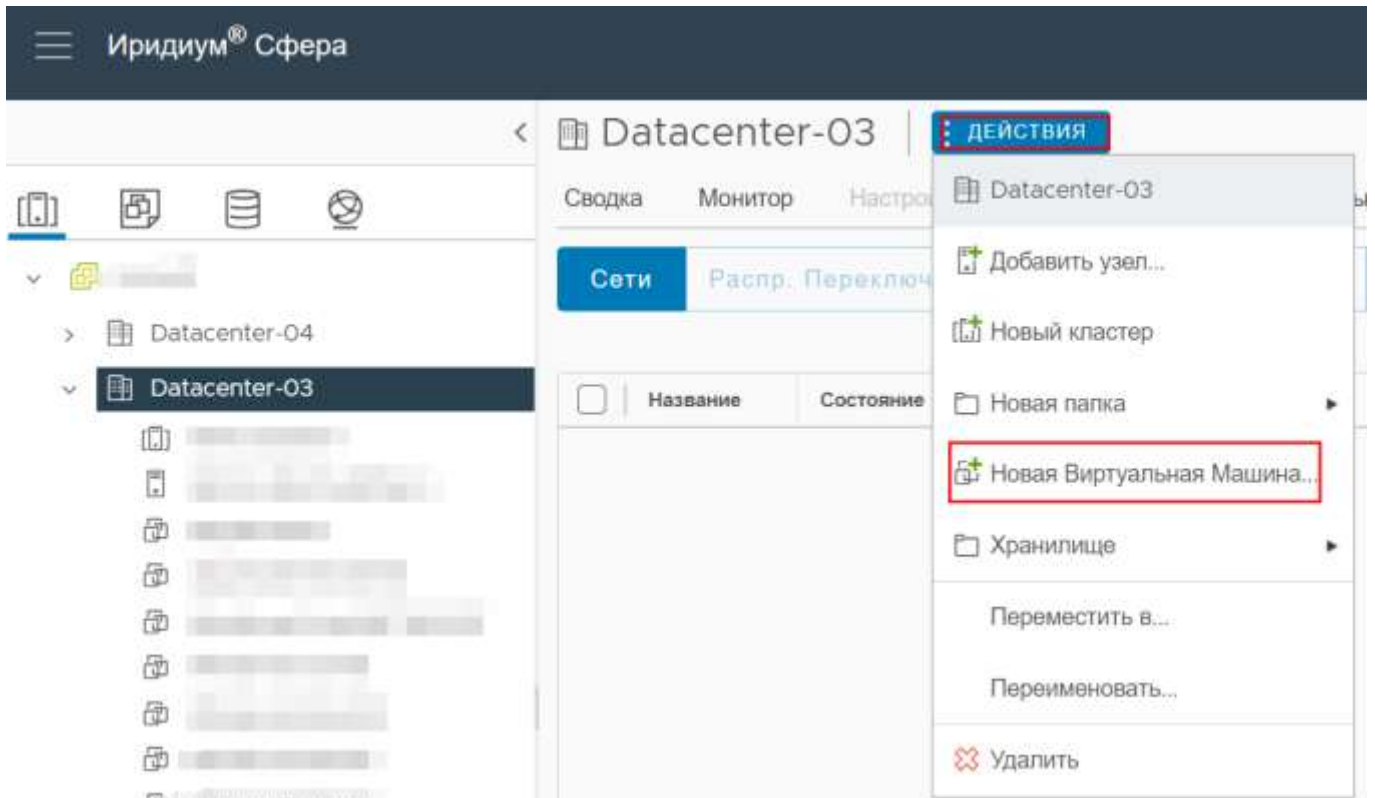 Иридиум® Сфера
Datacenter-03
ДЕЙСТВИЯ
Сводка Монитор
Сети Распр.
Название Состояние
Datacenter-04
Datacenter-03
Datacenter-03
Добавить узел...
Новый кластер
Новая папка
Новая Виртуальная Машина...
Хранилище
Переместить в...
Переименовать...
Удалить